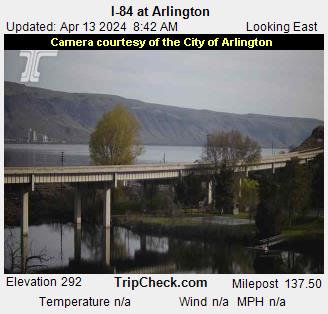 I-84 at Arlington
Updated: Apr 13 2024 8:42 AM
Looking East
Camera courtesy of the City of Arlington
Elevation 292
TripCheck.com
Milepost 137.50
Temperature n/a
Wind n/a
MPH n/a